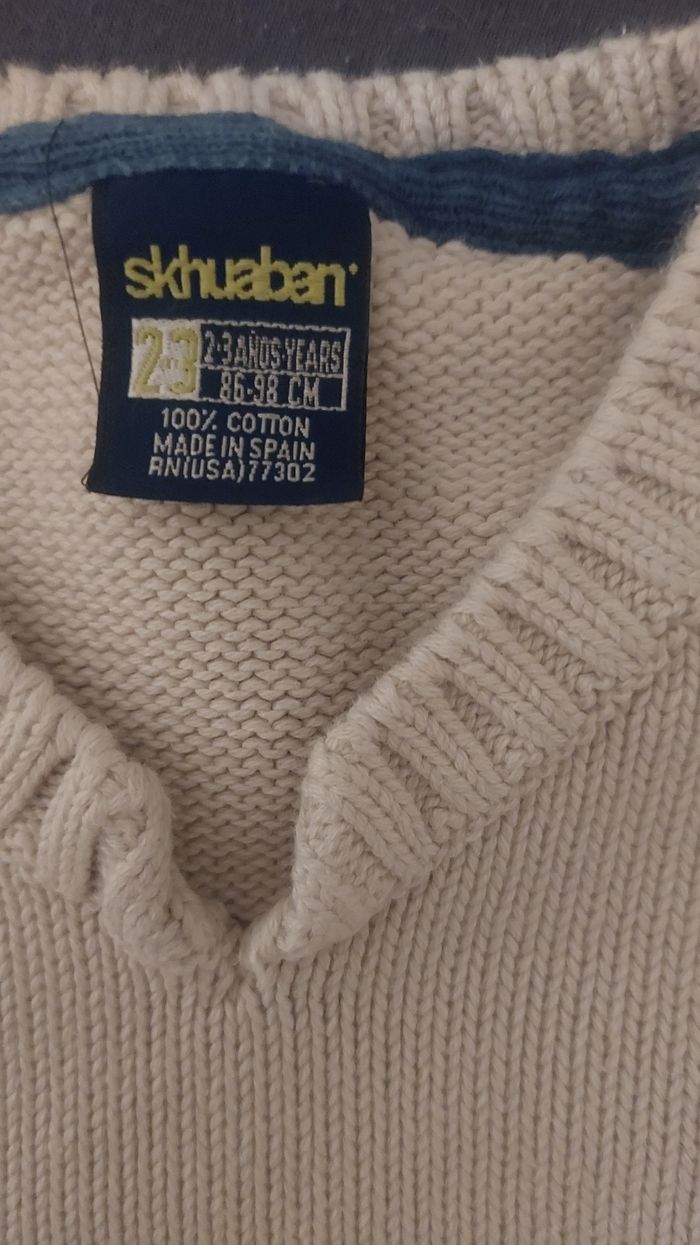 skhuaban
2-3
2-3 AÑOS-YEARS
86-98 CM
100% COTTON
MADE IN SPAIN
RN(USA)77302